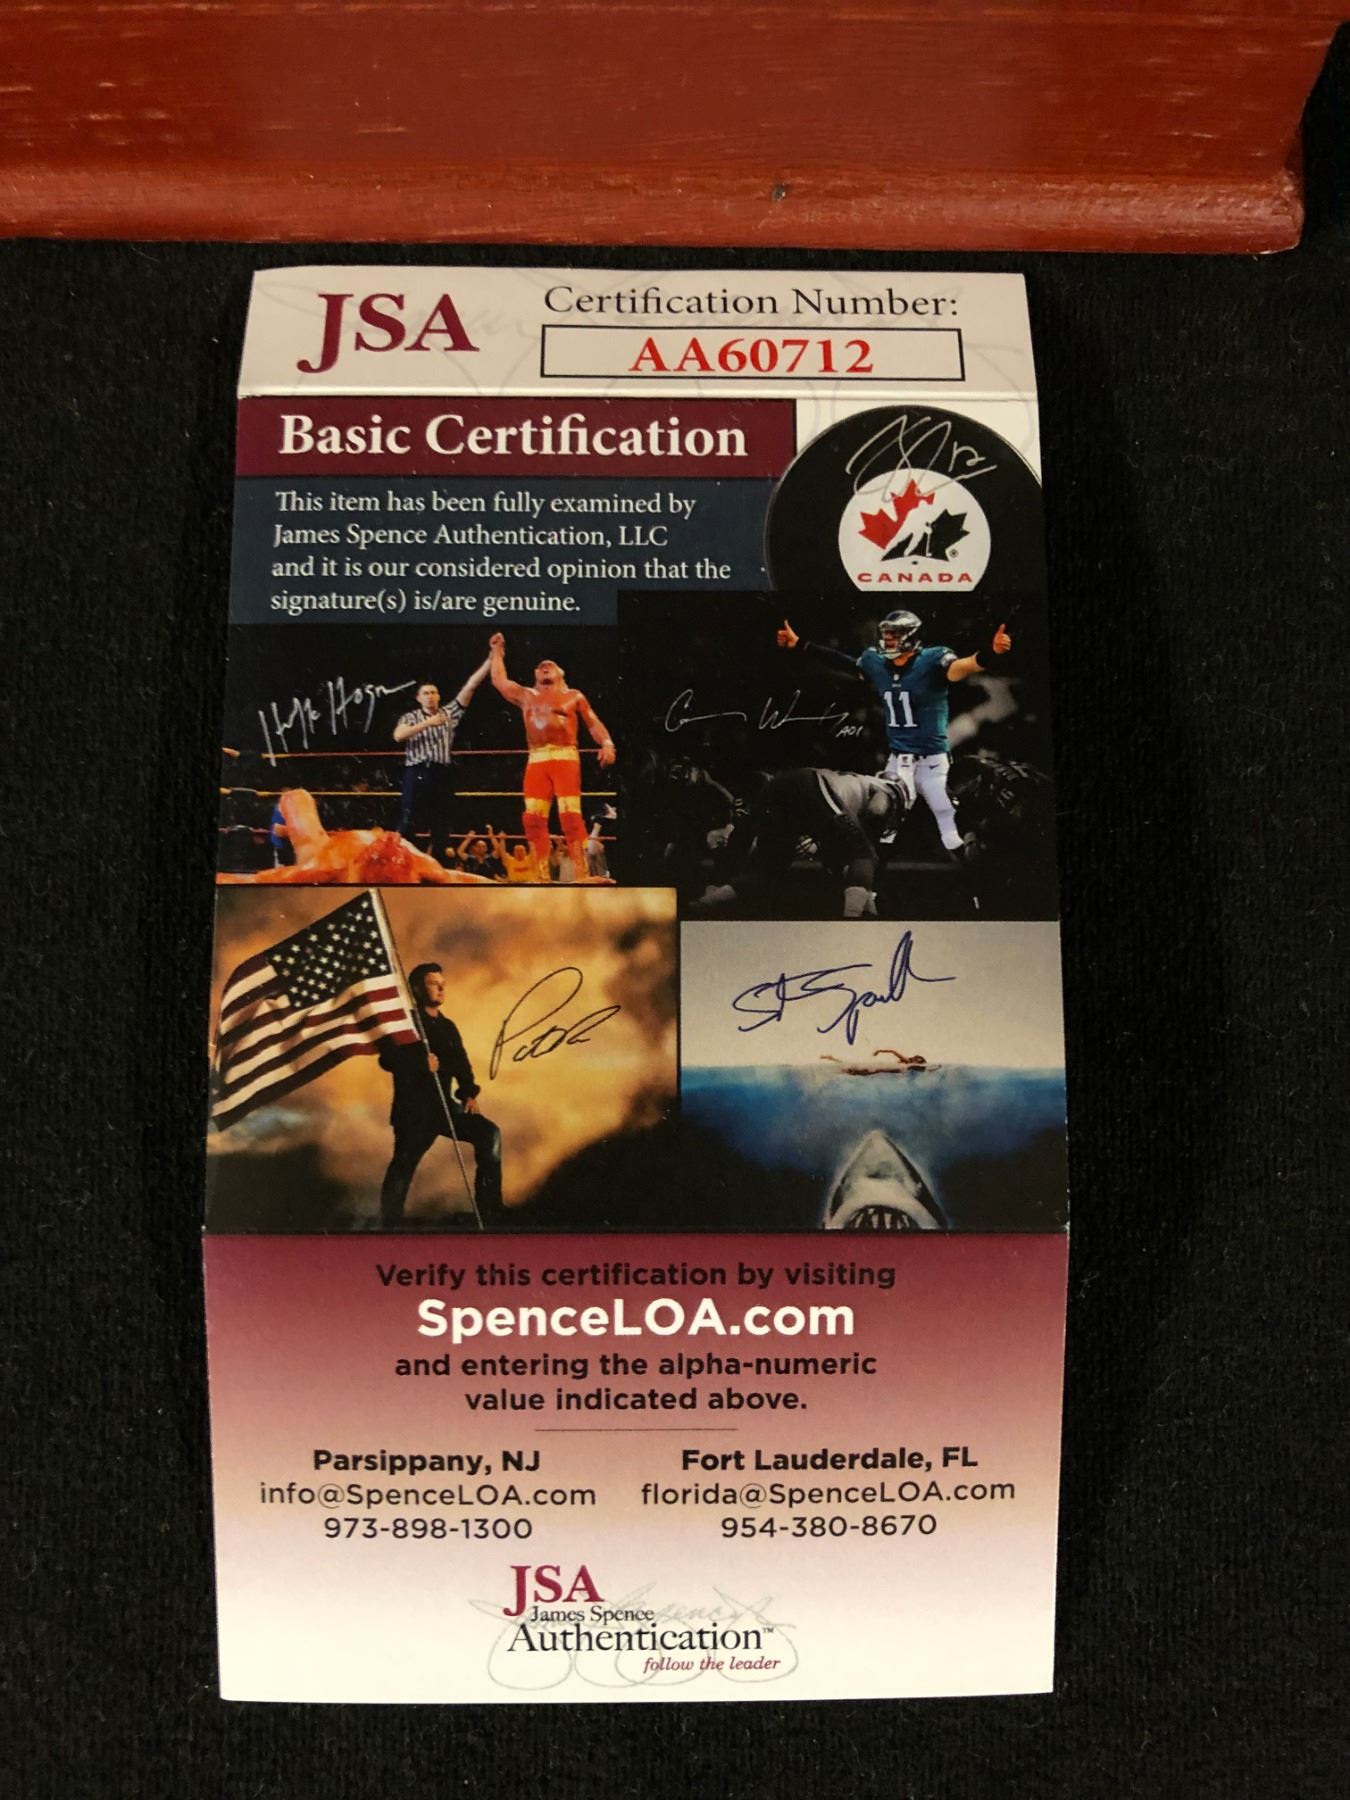 JSA
Certification Number:
AA60712
Basic Certification
This item has been fully examined by
James Spence Authentication, LLC
and it is our considered opinion that the
signature(s) is/are genuine.
CANADA
Hulk Hogan
11
Verify this certification by visiting
SpenceLOA.com
and entering the alpha-numeric
value indicated above.
Parsippany, NJ
info@SpenceLOA.com
973-898-1300
Fort Lauderdale, FL
florida@SpenceLOA.com
954-380-8670
JSA
James Spence
Authentication™
follow the leader